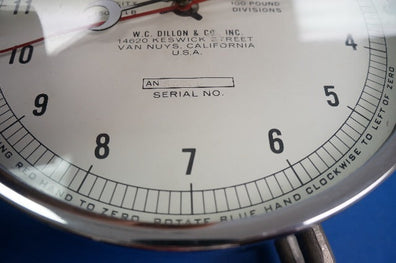 100 POUND
DIVISIONS
W. C. DILLON & CO., INC.
14620 KESWICK STREET
VAN NUYS, CALIFORNIA
U.S.A.
AN
SERIAL NO.
11
10
9
8
7
6
5
4
RED HAND TO ZERO. ROTATE BLUE HAND CLOCKWISE TO LEFT OF ZERO